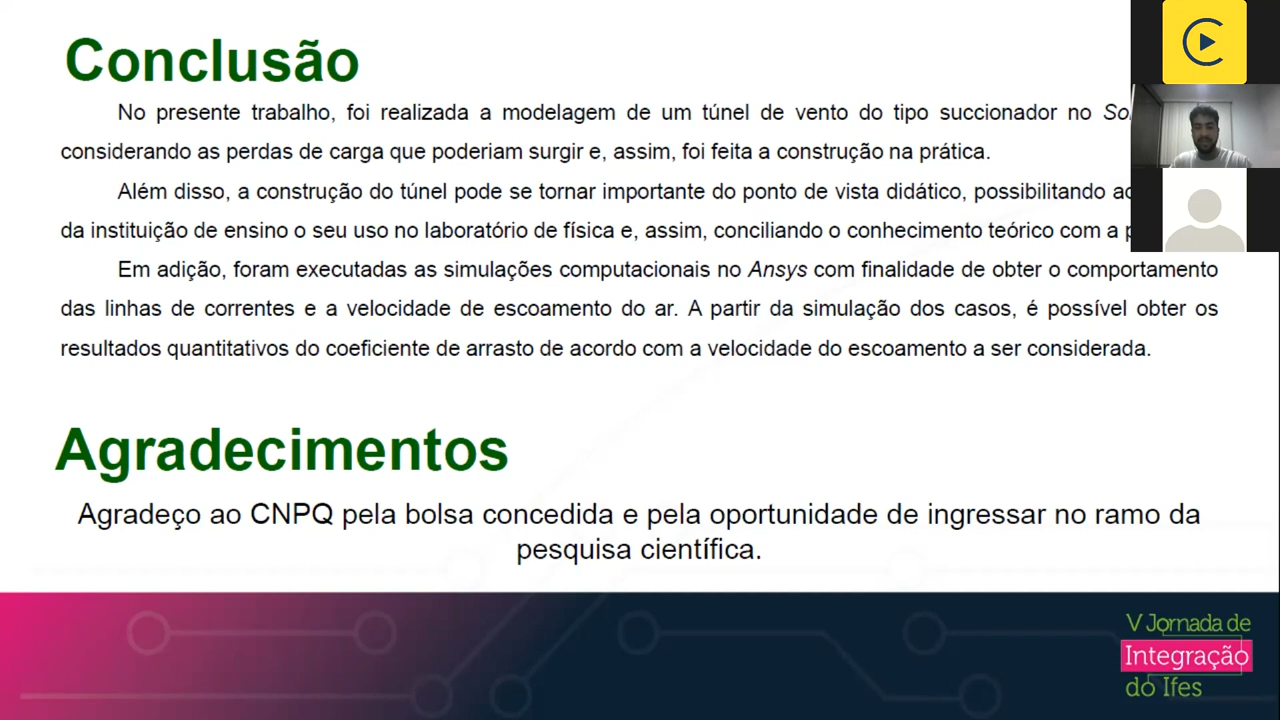 Conclusão
No presente trabalho, foi realizada a modelagem de um túnel de vento do tipo succionador no
considerando as perdas de carga que poderiam surgir e, assim, foi feita a construção na prática.
Além disso, a construção do túnel pode se tornar importante do ponto de vista didático, possibilitando
da instituição de ensino o seu uso no laboratório de física e, assim, conciliando o conhecimento teórico com a
Em adição, foram executadas as simulações computacionais no Ansys com finalidade de obter o comportamento
das linhas de correntes e a velocidade de escoamento do ar. A partir da simulação dos casos, é possível obter os
resultados quantitativos do coeficiente de arrasto de acordo com a velocidade do escoamento a ser considerada.
Agradecimentos
Agradeço ao CNPQ pela bolsa concedida e pela oportunidade de ingressar no ramo da
pesquisa científica.
V Jornada de
Integração
do Ifes